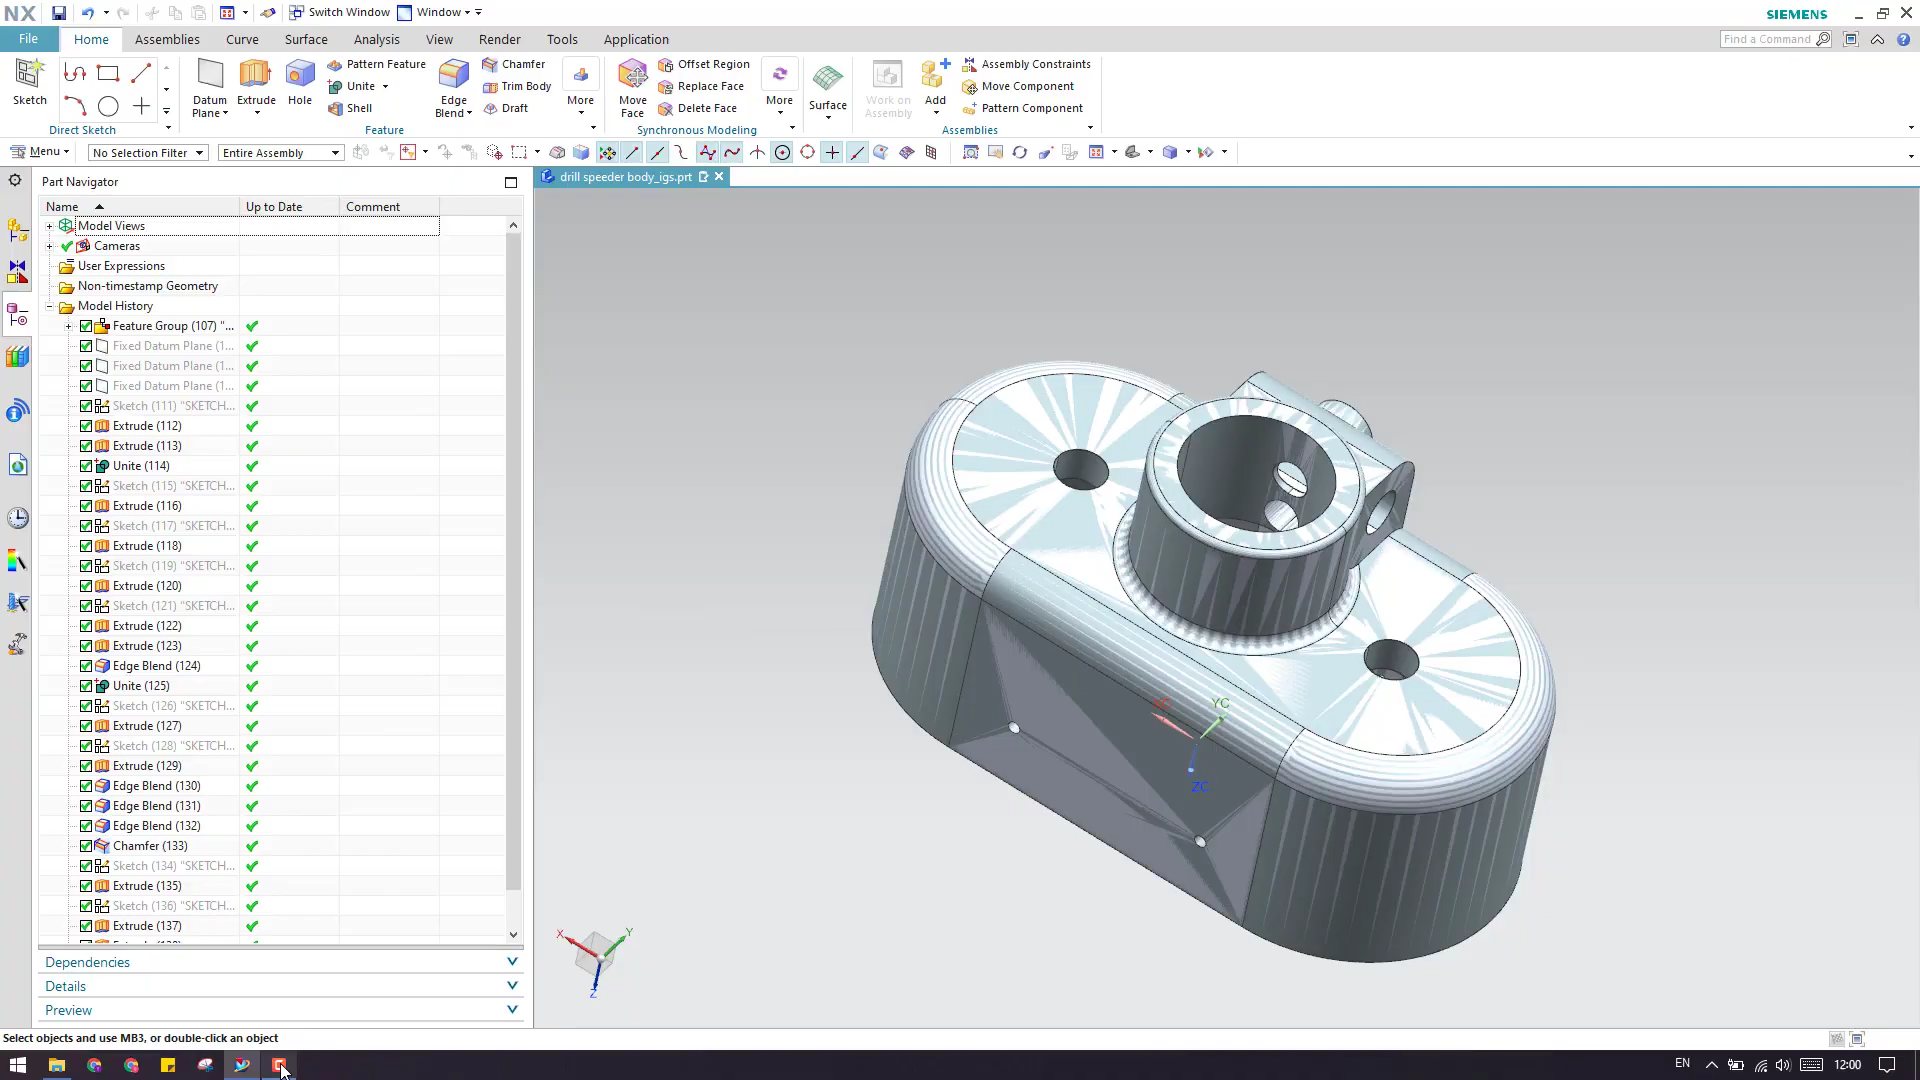 NX
Switch Window
Window
SIEMENS
File
Home
Assemblies
Curve
Surface
Analysis
View
Render
Tools
Application
Find a Command
Sketch
Direct Sketch
Datum
Plane
Extrude
Hole
Pattern Feature
Unite
Shell
Edge
Blend
Chamfer
Trim Body
Draft
More
Feature
Move
Face
Offset Region
Replace Face
Delete Face
More
Synchronous Modeling
Surface
Work on
Assembly
Add
Assembly Constraints
Move Component
Pattern Component
Assemblies
Menu
No Selection Filter
Entire Assembly
Part Navigator
drill speeder body_igs.prt
Name
Up to Date
Comment
Model Views
Cameras
User Expressions
Non-timestamp Geometry
Model History
Feature Group (107) "...
Fixed Datum Plane (1...
Fixed Datum Plane (1...
Fixed Datum Plane (1...
Sketch (111) "SKETCH...
Extrude (112)
Extrude (113)
Unite (114)
Sketch (115) "SKETCH...
Extrude (116)
Sketch (117) "SKETCH...
Extrude (118)
Sketch (119) "SKETCH...
Extrude (120)
Sketch (121) "SKETCH...
Extrude (122)
Extrude (123)
Edge Blend (124)
Unite (125)
Sketch (126) "SKETCH...
Extrude (127)
Sketch (128) "SKETCH...
Extrude (129)
Edge Blend (130)
Edge Blend (131)
Edge Blend (132)
Chamfer (133)
Sketch (134) "SKETCH...
Extrude (135)
Sketch (136) "SKETCH...
Extrude (137)
YC
ZC
X
Y
Z
Dependencies
Details
Preview
Select objects and use MB3, or double-click an object
EN
12:00